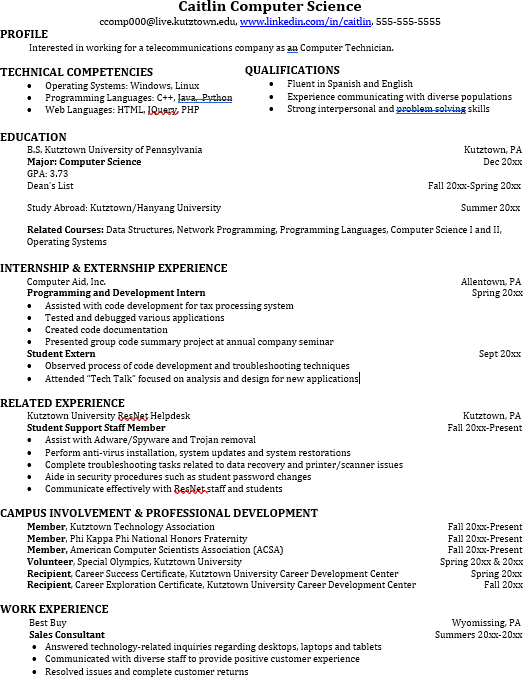 Caitlin Computer Science
ccomp000@live.kutztown.edu, www.linkedin.com/in/caitlin, 555-555-5555
PROFILE
Interested in working for a telecommunications company as an Computer Technician.
TECHNICAL COMPETENCIES
• Operating Systems: Windows, Linux
• Programming Languages: C++, Java, Python
• Web Languages: HTML, JQuery, PHP
QUALIFICATIONS
• Fluent in Spanish and English
• Experience communicating with diverse populations
• Strong interpersonal and problem solving skills
EDUCATION
B.S. Kutztown University of Pennsylvania Kutztown, PA
Major: Computer Science Dec 20xx
GPA: 3.73
Dean's List Fall 20xx-Spring 20xx
Study Abroad: Kutztown/Hanyang University Summer 20xx
Related Courses: Data Structures, Network Programming, Programming Languages, Computer Science I and II,
Operating Systems
INTERNSHIP & EXTERNSHIP EXPERIENCE
Computer Aid, Inc. Allentown, PA
Programming and Development Intern Spring 20xx
• Assisted with code development for tax processing system
• Tested and debugged various applications
• Created code documentation
• Presented group code summary project at annual company seminar
Student Extern Sept 20xx
• Observed process of code development and troubleshooting techniques
• Attended "Tech Talk" focused on analysis and design for new applications
RELATED EXPERIENCE
Kutztown University ResNet Helpdesk Kutztown, PA
Student Support Staff Member Fall 20xx-Present
• Assist with Adware/Spyware and Trojan removal
• Perform anti-virus installation, system updates and system restorations
• Complete troubleshooting tasks related to data recovery and printer/scanner issues
• Aide in security procedures such as student password changes
• Communicate effectively with ResNet staff and students
CAMPUS INVOLVEMENT & PROFESSIONAL DEVELOPMENT
Member, Kutztown Technology Association Fall 20xx-Present
Member, Phi Kappa Phi National Honors Fraternity Fall 20xx-Present
Member, American Computer Scientists Association (ACSA) Fall 20xx-Present
Volunteer, Special Olympics, Kutztown University Spring 20xx & 20xx
Recipient, Career Success Certificate, Kutztown University Career Development Center Spring 20xx
Recipient, Career Exploration Certificate, Kutztown University Career Development Center Fall 20xx
WORK EXPERIENCE
Best Buy Wyomissing, PA
Sales Consultant Summers 20xx-20xx
• Answered technology-related inquiries regarding desktops, laptops and tablets
• Communicated with diverse staff to provide positive customer experience
• Resolved issues and complete customer returns